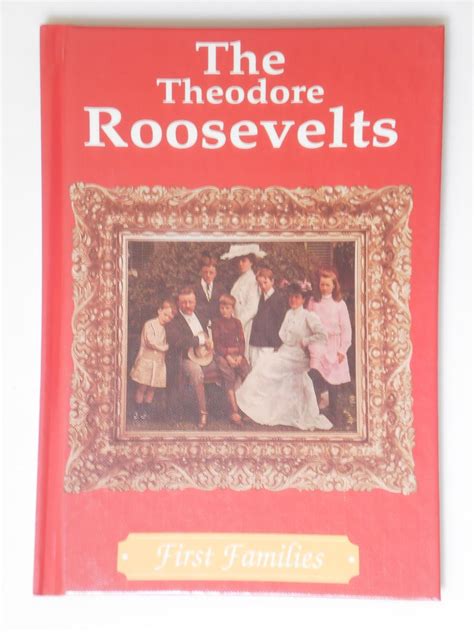 The
Theodore
Roosevelts
First Families